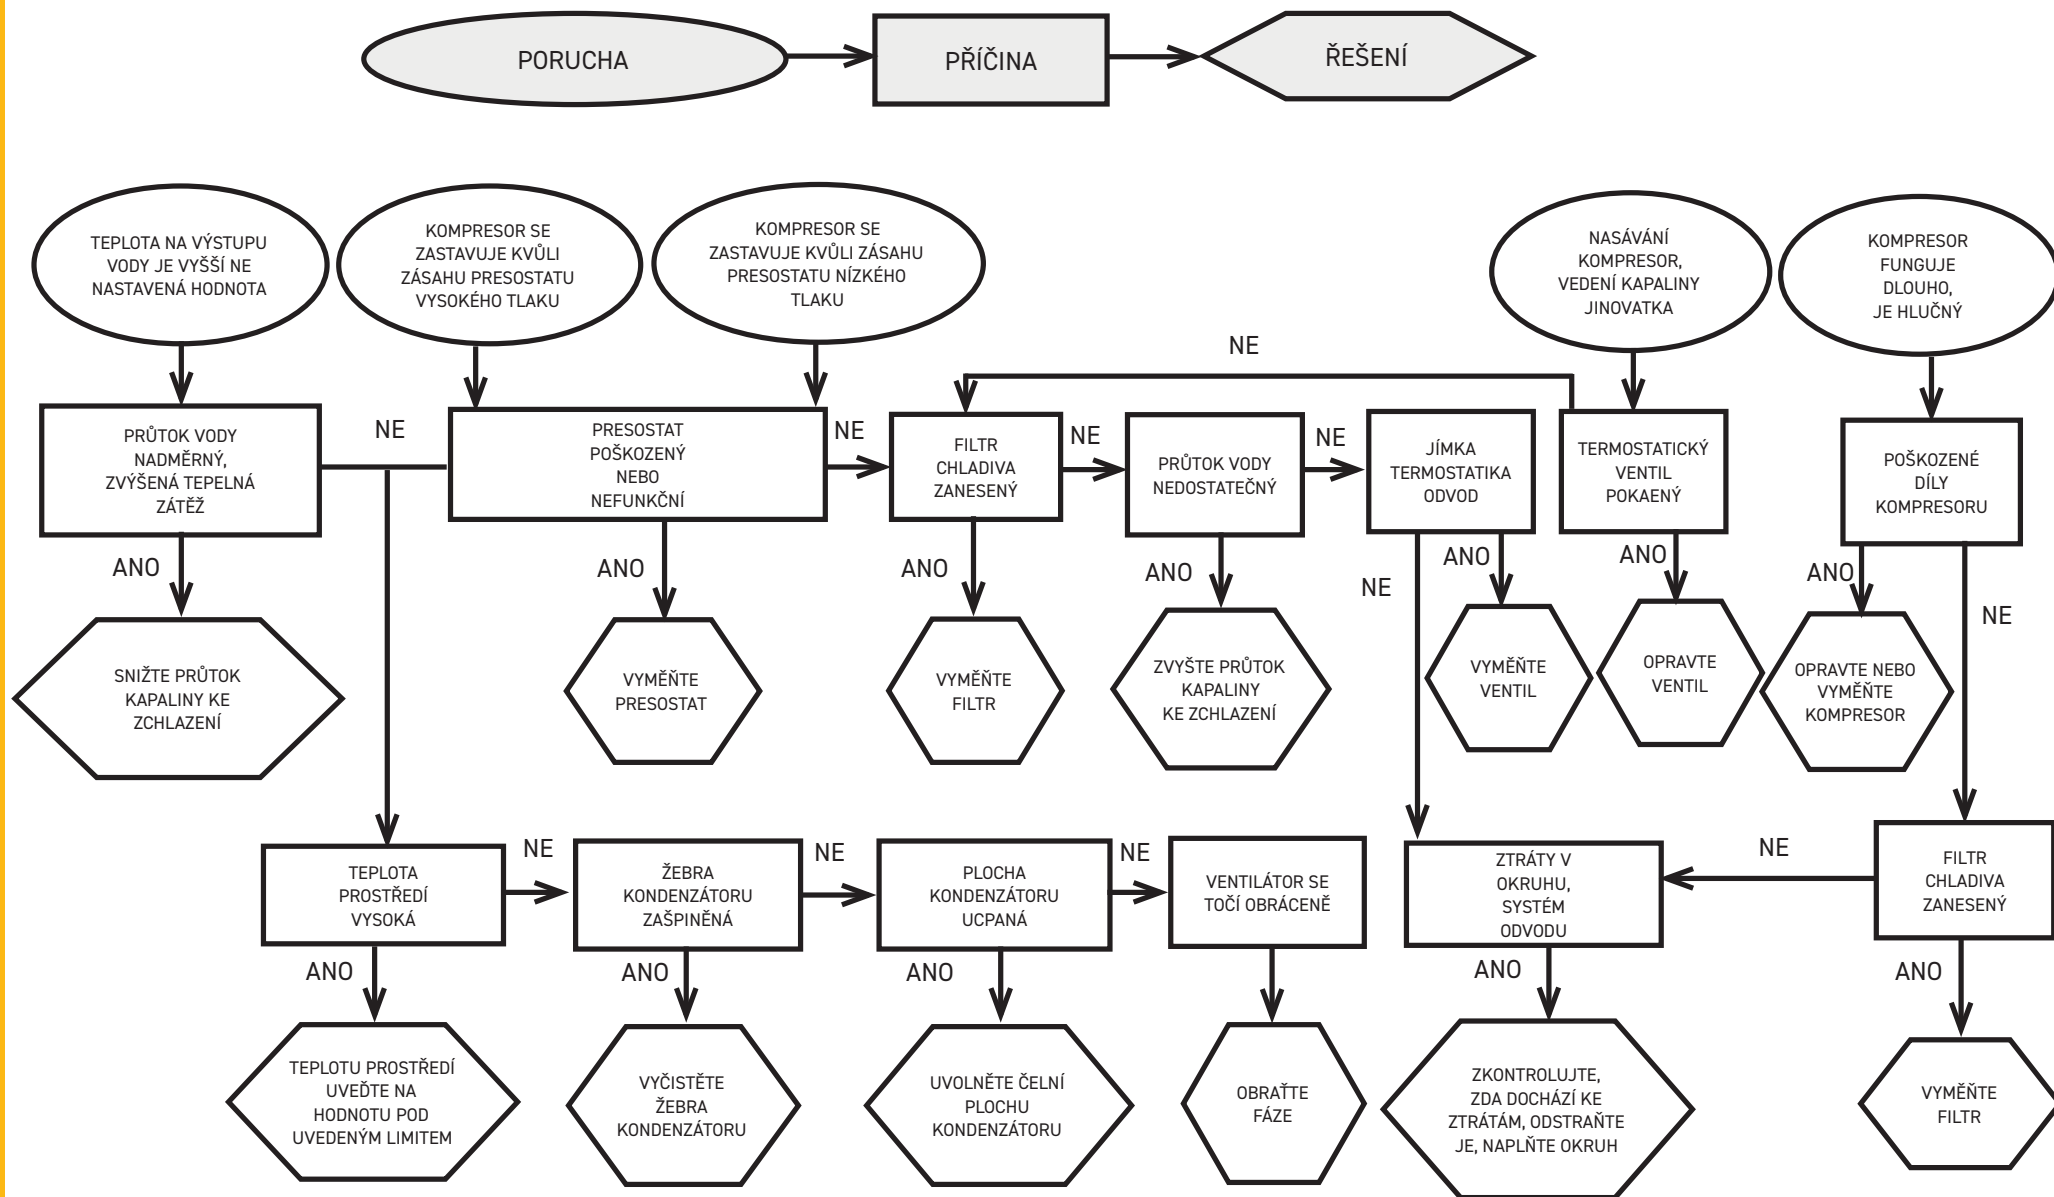 PORUCHA
PŘÍČINA
ŘEŠENÍ
TEPLOTA NA VÝSTUPU
VODY JE VYŠŠÍ NE
NASTAVENÁ HODNOTA
KOMPRESOR SE
ZASTAVUJE KVŮLI
ZÁSAHU PRESOSTATU
VYSOKÉHO TLAKU
KOMPRESOR SE
ZASTAVUJE KVŮLI ZÁSAHU
PRESOSTATU NÍZKÉHO
TLAKU
NASÁVÁNÍ
KOMPRESOR,
VEDENÍ KAPALINY
JINOVATKA
KOMPRESOR
FUNGUJE
DLOUHO,
JE HLUČNÝ
NE
PRŮTOK VODY
NADMĚRNÝ,
ZVÝŠENÁ TEPELNÁ
ZÁTĚŽ
NE
PRESOSTAT
POŠKOZENÝ
NEBO
NEFUNKČNÍ
NE
FILTR
CHLADIVA
ZANESENÝ
NE
PRŮTOK VODY
NEDOSTATEČNÝ
NE
JÍMKA
TERMOSTATIKA
ODVOD
TERMOSTATICKÝ
VENTIL
POKAENÝ
POŠKOZENÉ
DÍLY
KOMPRESORU
ANO
ANO
ANO
ANO
NE
ANO
ANO
ANO
NE
SNIŽTE PRŮTOK
KAPALINY KE
ZCHLAZENÍ
VYMĚŇTE
PRESOSTAT
VYMĚŇTE
FILTR
ZVYŠTE PRŮTOK
KAPALINY
KE ZCHLAZENÍ
VYMĚŇTE
VENTIL
OPRAVTE
VENTIL
OPRAVTE NEBO
VYMĚŇTE
KOMPRESOR
TEPLOTA
PROSTŘEDÍ
VYSOKÁ
NE
ŽEBRA
KONDENZÁTORU
ZAŠPINĚNÁ
NE
PLOCHA
KONDENZÁTORU
UCPANÁ
NE
VENTILÁTOR SE
TOČÍ OBRÁCENĚ
ZTRÁTY V
OKRUHU,
SYSTÉM
ODVODU
NE
FILTR
CHLADIVA
ZANESENÝ
ANO
ANO
ANO
ANO
ANO
TEPLOTU PROSTŘEDÍ
UVEĎTE NA
HODNOTU POD
UVEDENÝM LIMITEM
VYČISTĚTE
ŽEBRA
KONDENZÁTORU
UVOLNĚTE ČELNÍ
PLOCHU
KONDENZÁTORU
OBRAŤTE
FÁZE
ZKONTROLUJTE,
ZDA DOCHÁZÍ KE
ZTRÁTÁM, ODSTRAŇTE
JE, NAPLŇTE OKRUH
VYMĚŇTE
FILTR